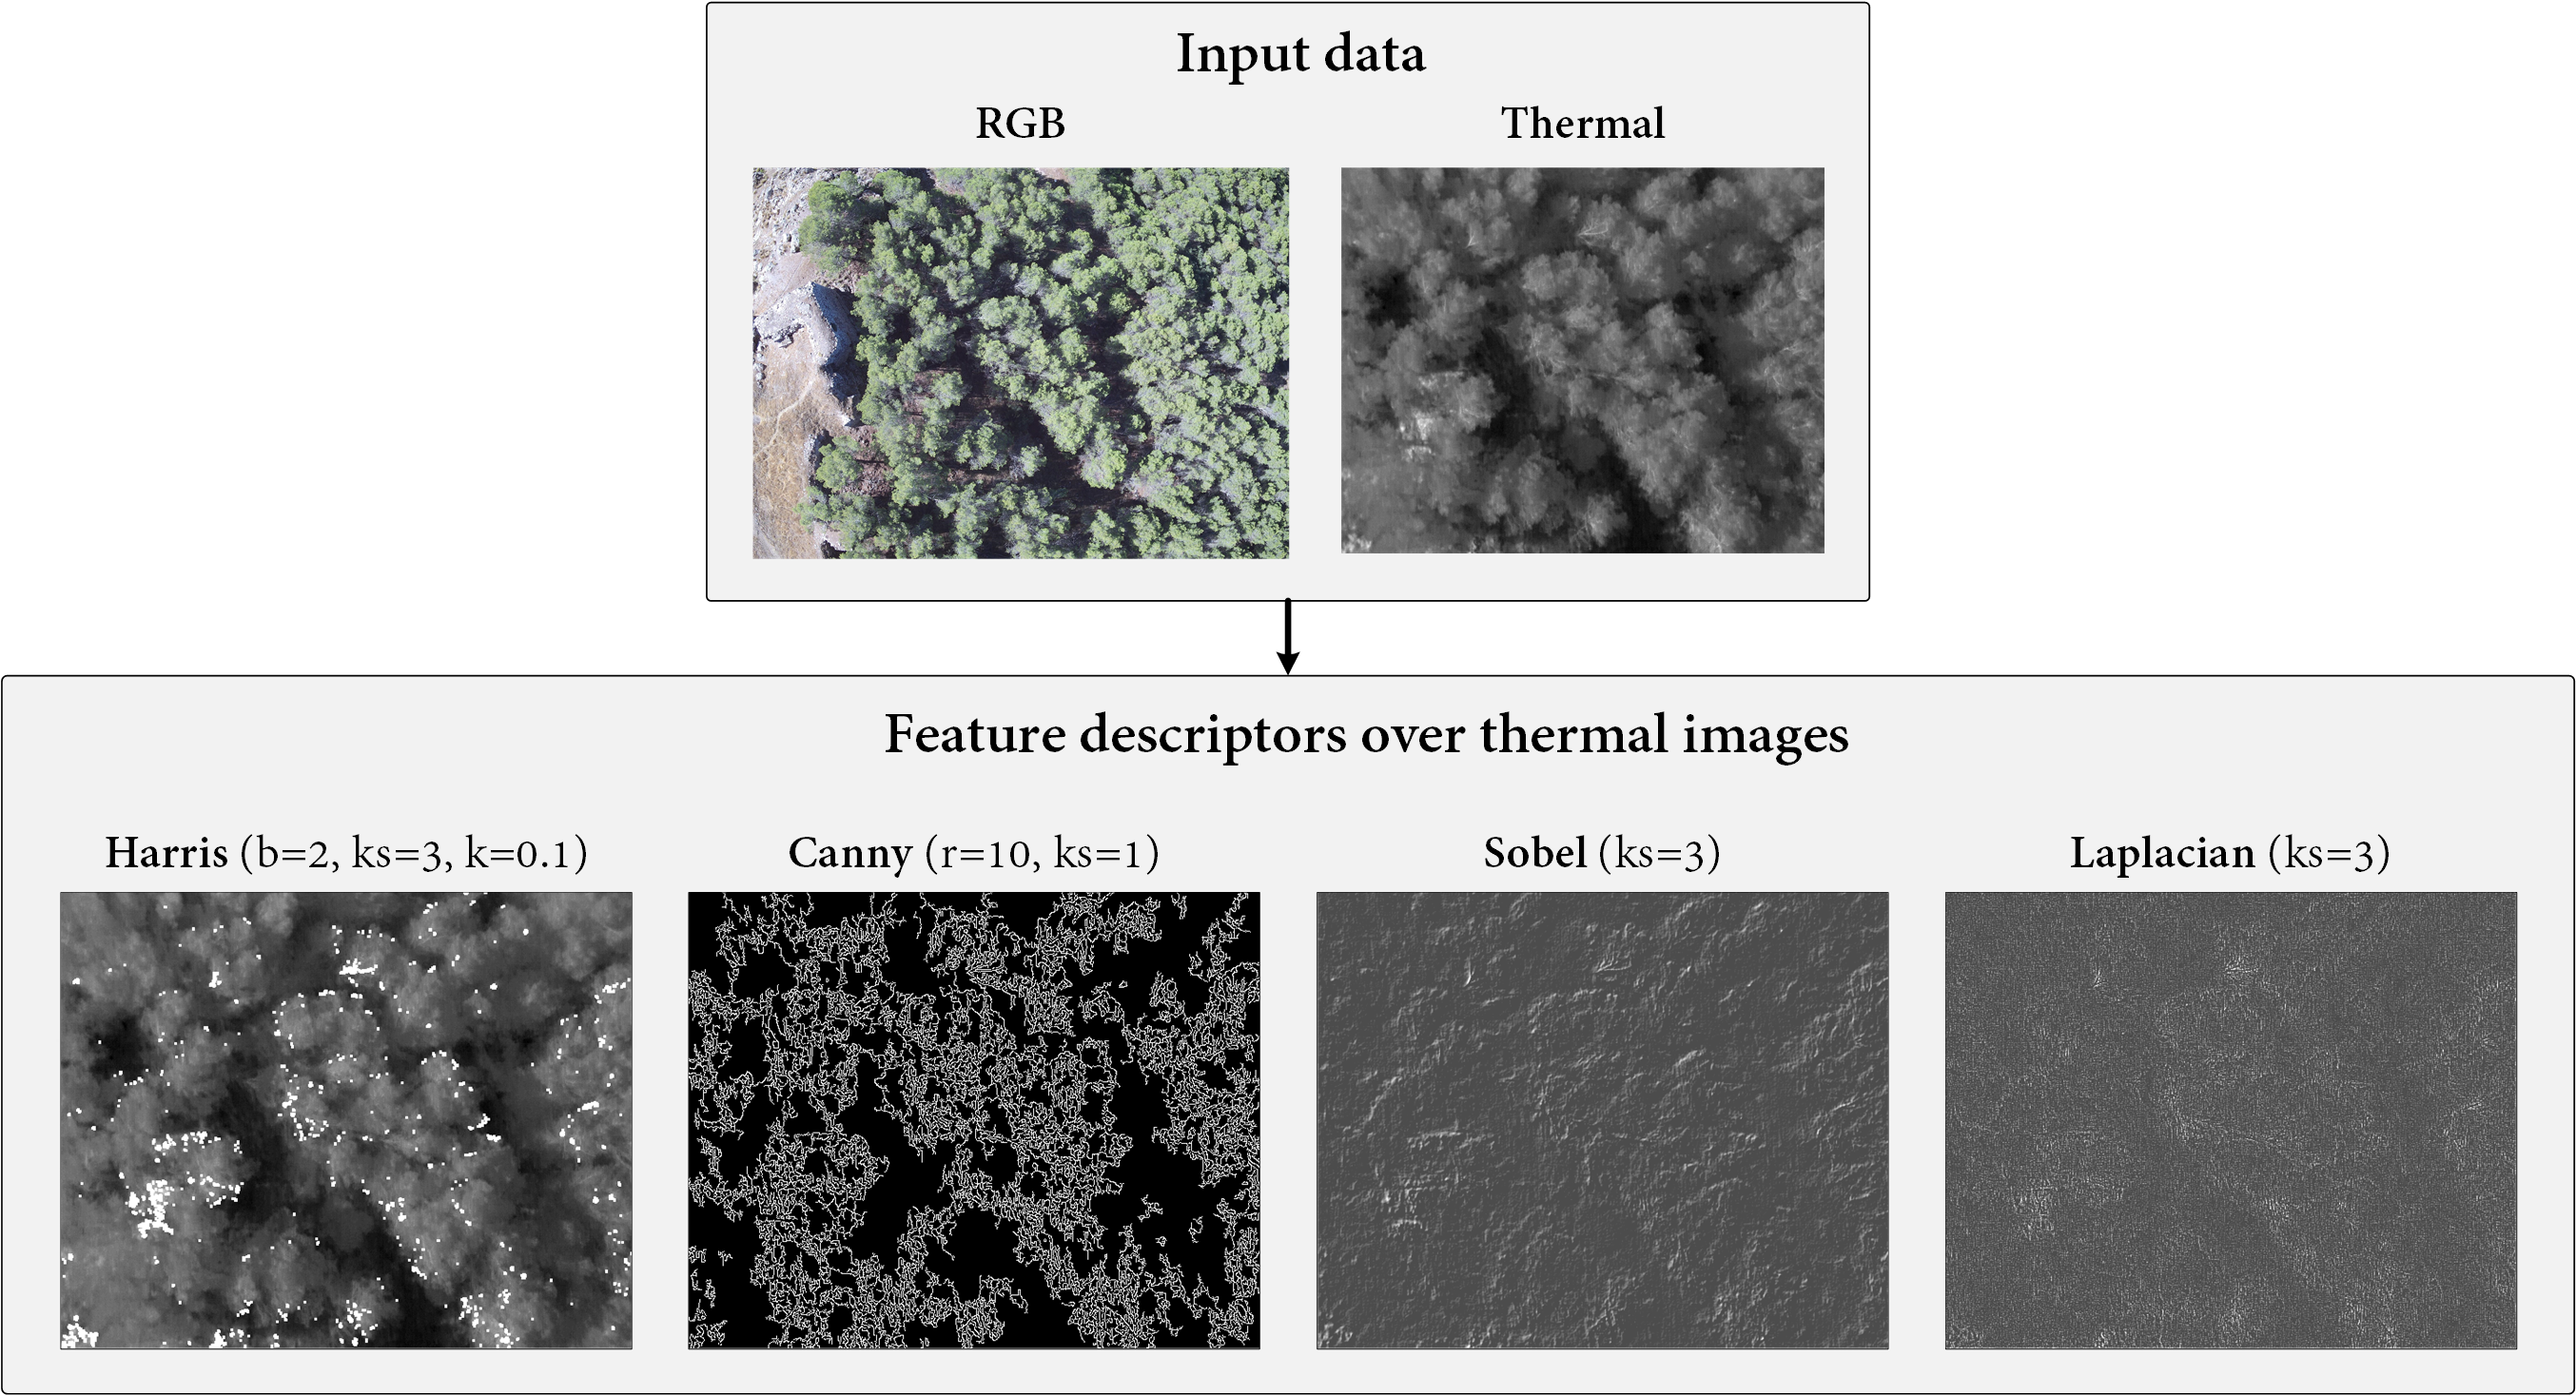 Input data
RGB
Thermal
Feature descriptors over thermal images
Harris (b=2, ks=3, k=0.1)
Canny (r=10, ks=1)
Sobel (ks=3)
Laplacian (ks=3)